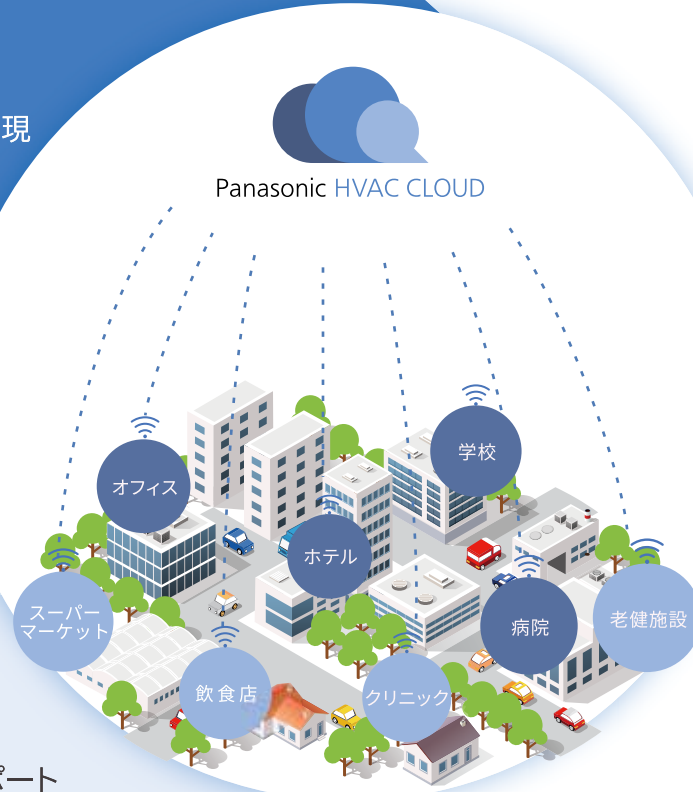 現
Panasonic HVAC CLOUD
学校
オフィス
ホテル
スーパー
マーケット
病院
老健施設
飲食店
クリニック
ポート